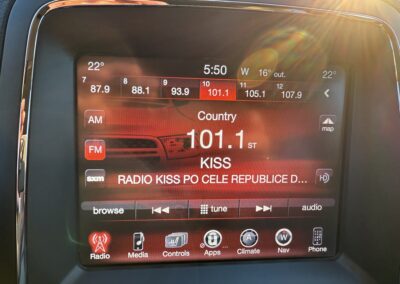 22° 5:50 W 16° out. 22°
7 8 9 10 11 12
87.9 88.1 93.9 101.1 105.1 107.9
Country
AM
101.1 ST
map
FM
KISS
sxm RADIO KISS PO CELE REPUBLICE D... HD
browse tune audio
A W
Radio Media Controls Apps Climate Nav Phone